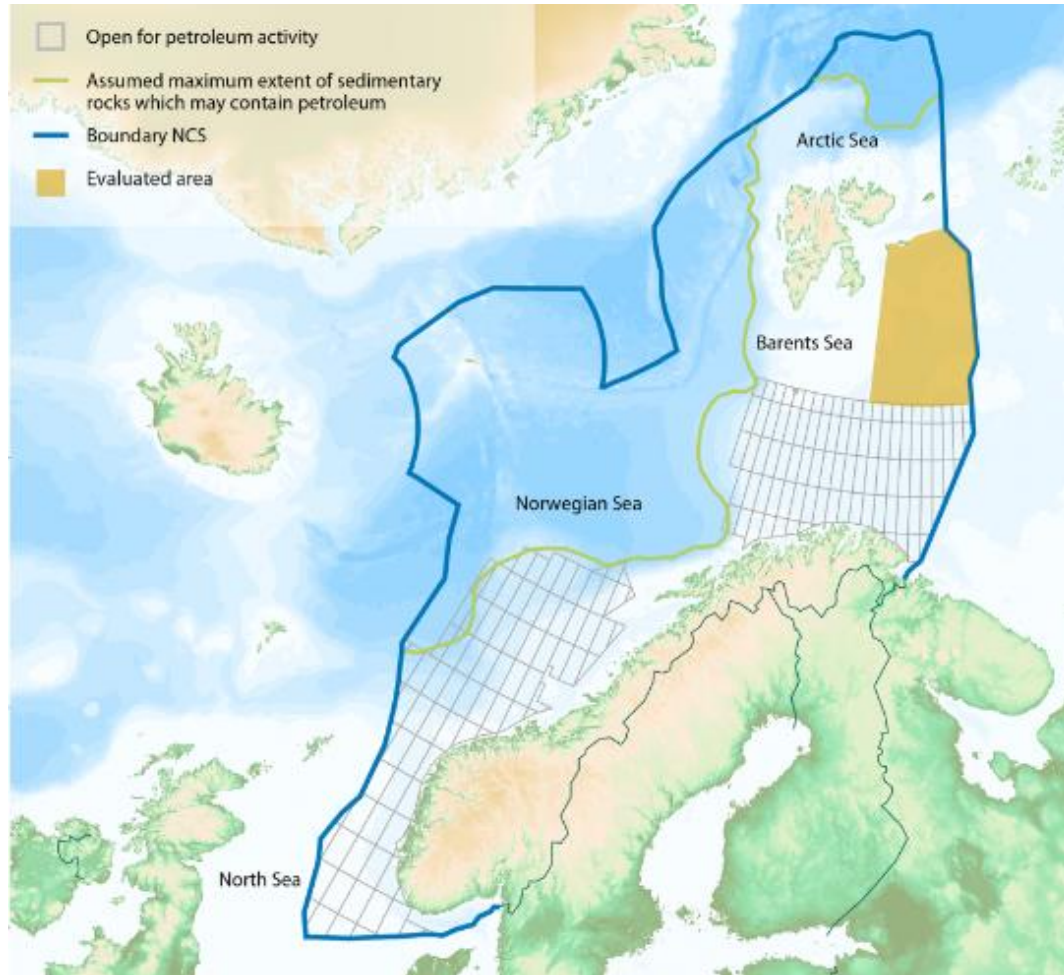 Open for petroleum activity
Assumed maximum extent of sedimentary
rocks which may contain petroleum
Boundary NCS
Evaluated area
Arctic Sea
Barents Sea
Norwegian Sea
North Sea